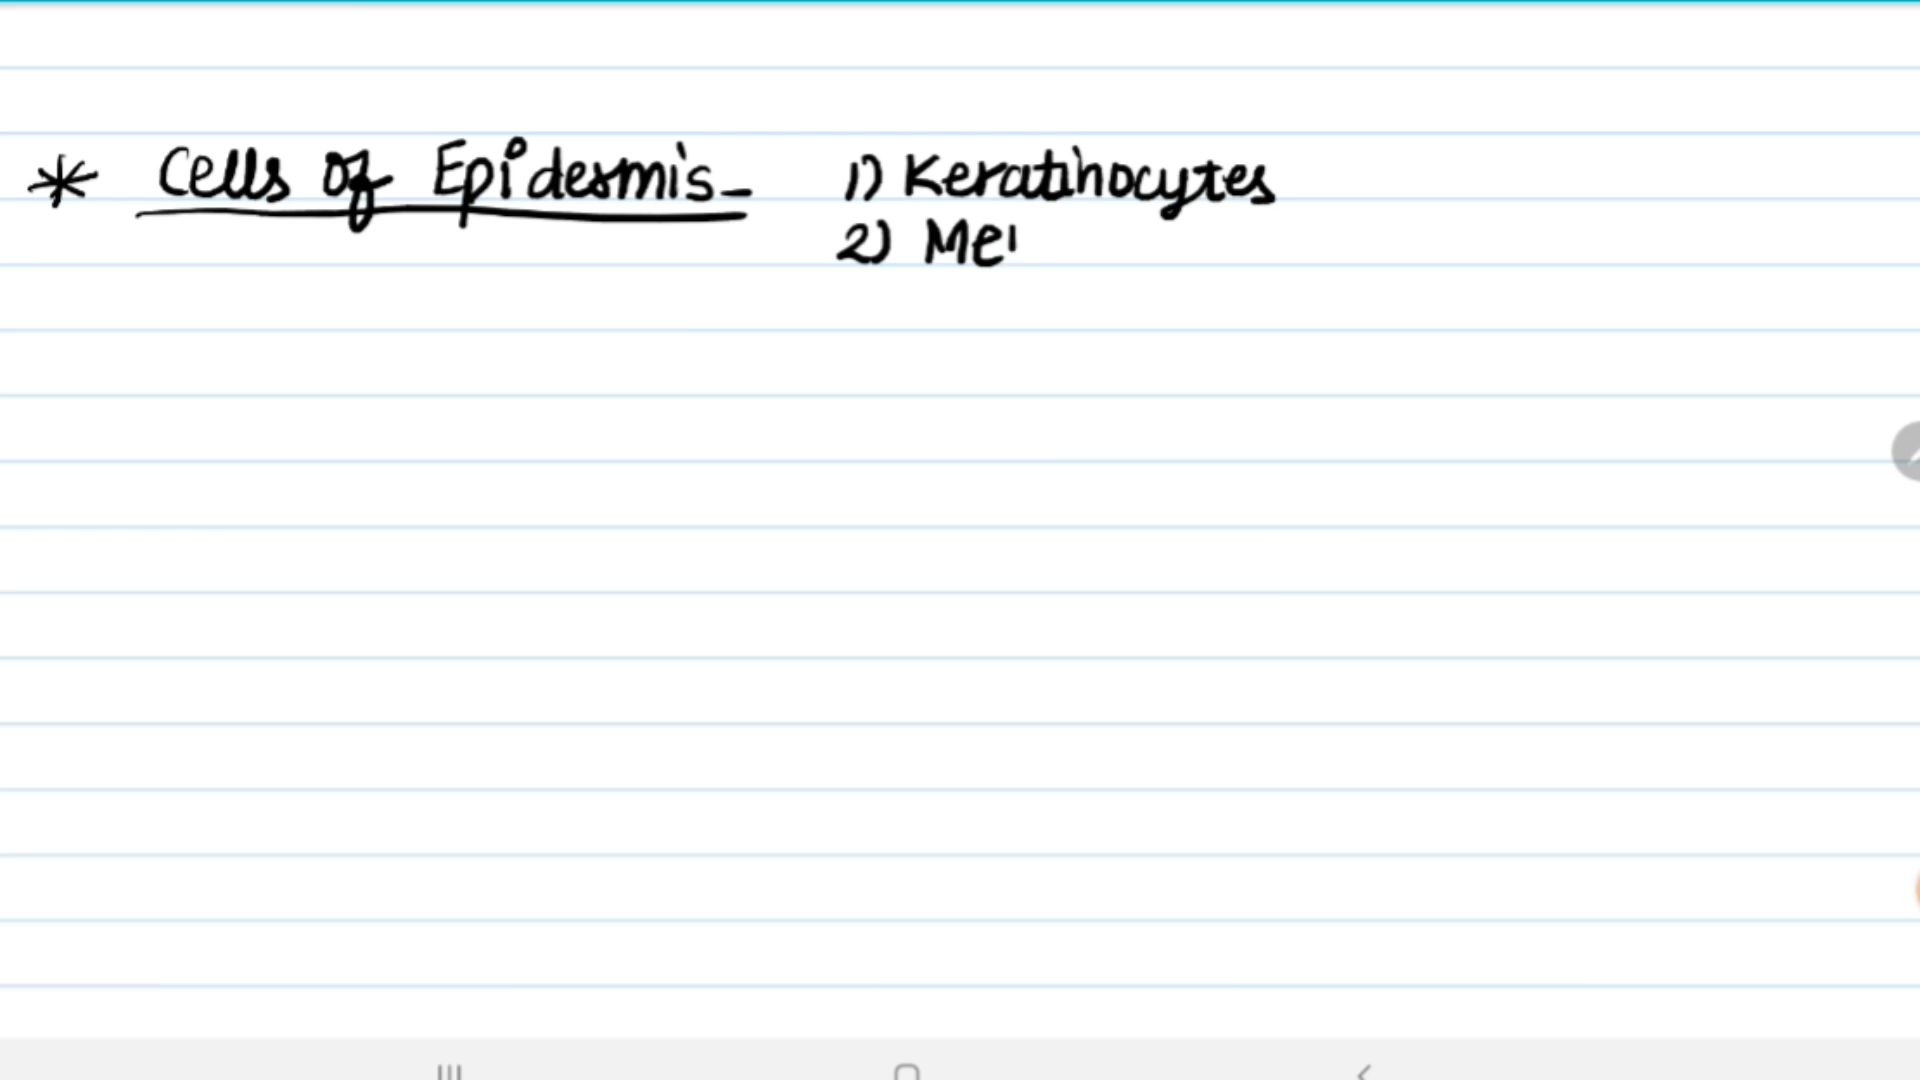 * Cells of Epidermis- 1) Keratinocytes
2) Me